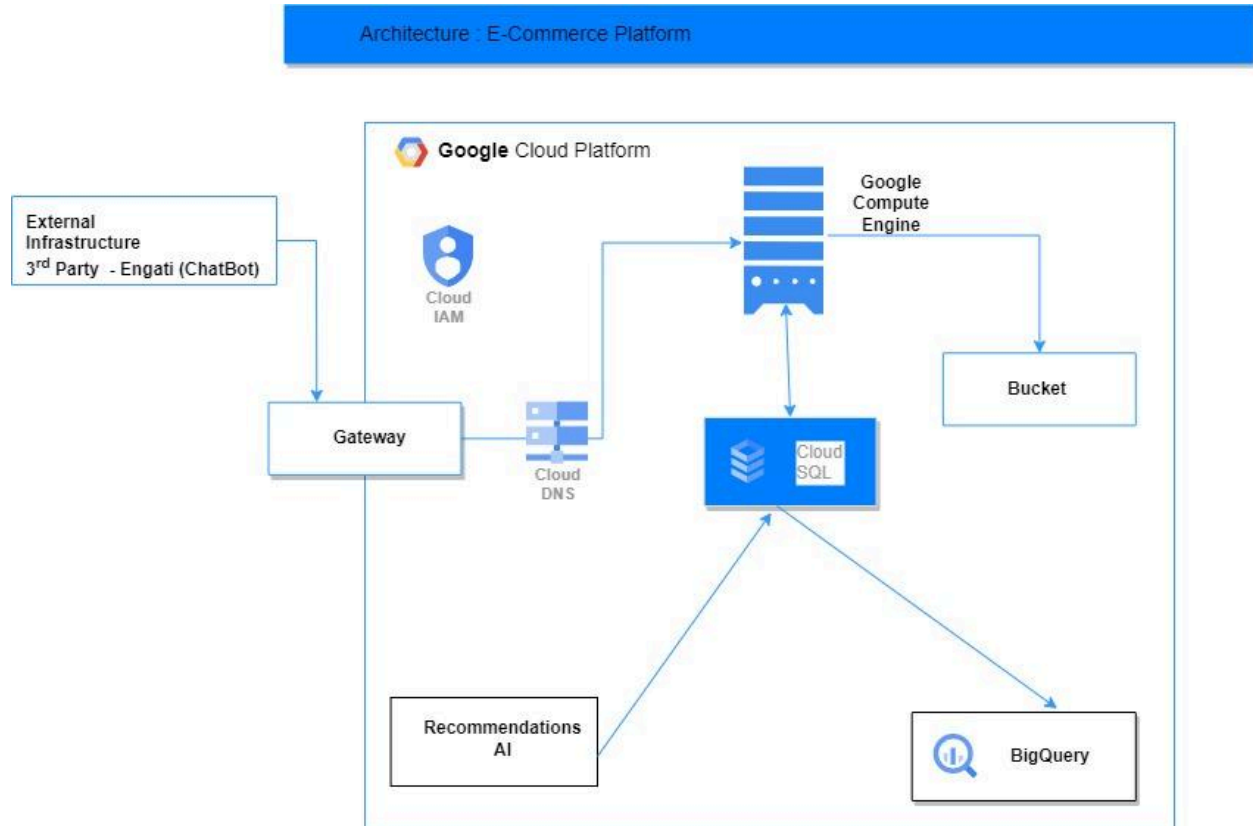 Architecture : E-Commerce Platform
Google Cloud Platform
External
Infrastructure
3rd Party - Engati (ChatBot)
Cloud
IAM
Google
Compute
Engine
Bucket
Gateway
Cloud
DNS
Cloud
SQL
Recommendations
AI
BigQuery